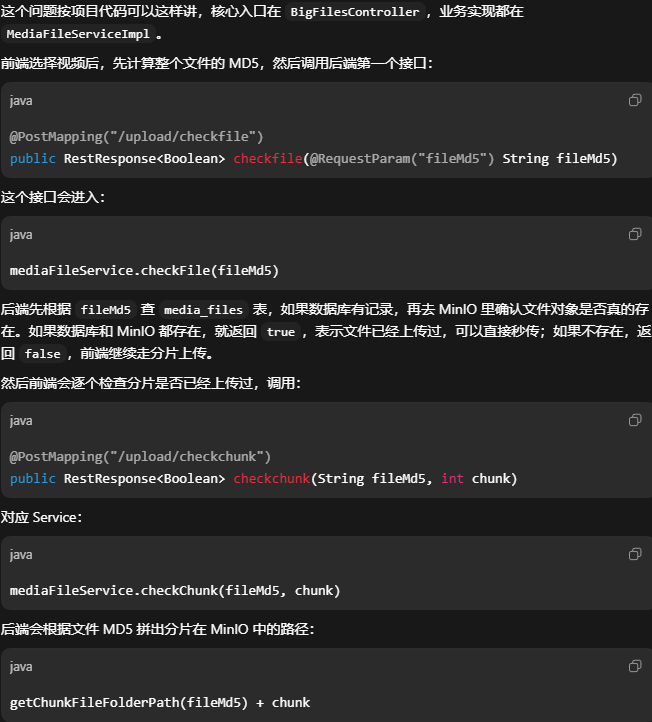 这个问题按项目代码可以这样讲，核心入口在 BigFilesController ，业务实现都在
MediaFileServiceImpl 。
前端选择视频后，先计算整个文件的 MD5，然后调用后端第一个接口：
java
@PostMapping("/upload/checkfile")
public RestResponse<Boolean> checkfile(@RequestParam("fileMd5") String fileMd5)
这个接口会进入：
java
mediaFileService.checkFile(fileMd5)
后端先根据 fileMd5 查 media_files 表，如果数据库有记录，再去 MinIO 里确认文件对象是否真的存
在。如果数据库和 MinIO 都存在，就返回 true ，表示文件已经上传过，可以直接秒传；如果不存在，返
回 false ，前端继续走分片上传。
然后前端会逐个检查分片是否已经上传过，调用：
java
@PostMapping("/upload/checkchunk")
public RestResponse<Boolean> checkchunk(String fileMd5, int chunk)
对应 Service：
java
mediaFileService.checkChunk(fileMd5, chunk)
后端会根据文件 MD5 拼出分片在 MinIO 中的路径：
java
getChunkFileFolderPath(fileMd5) + chunk